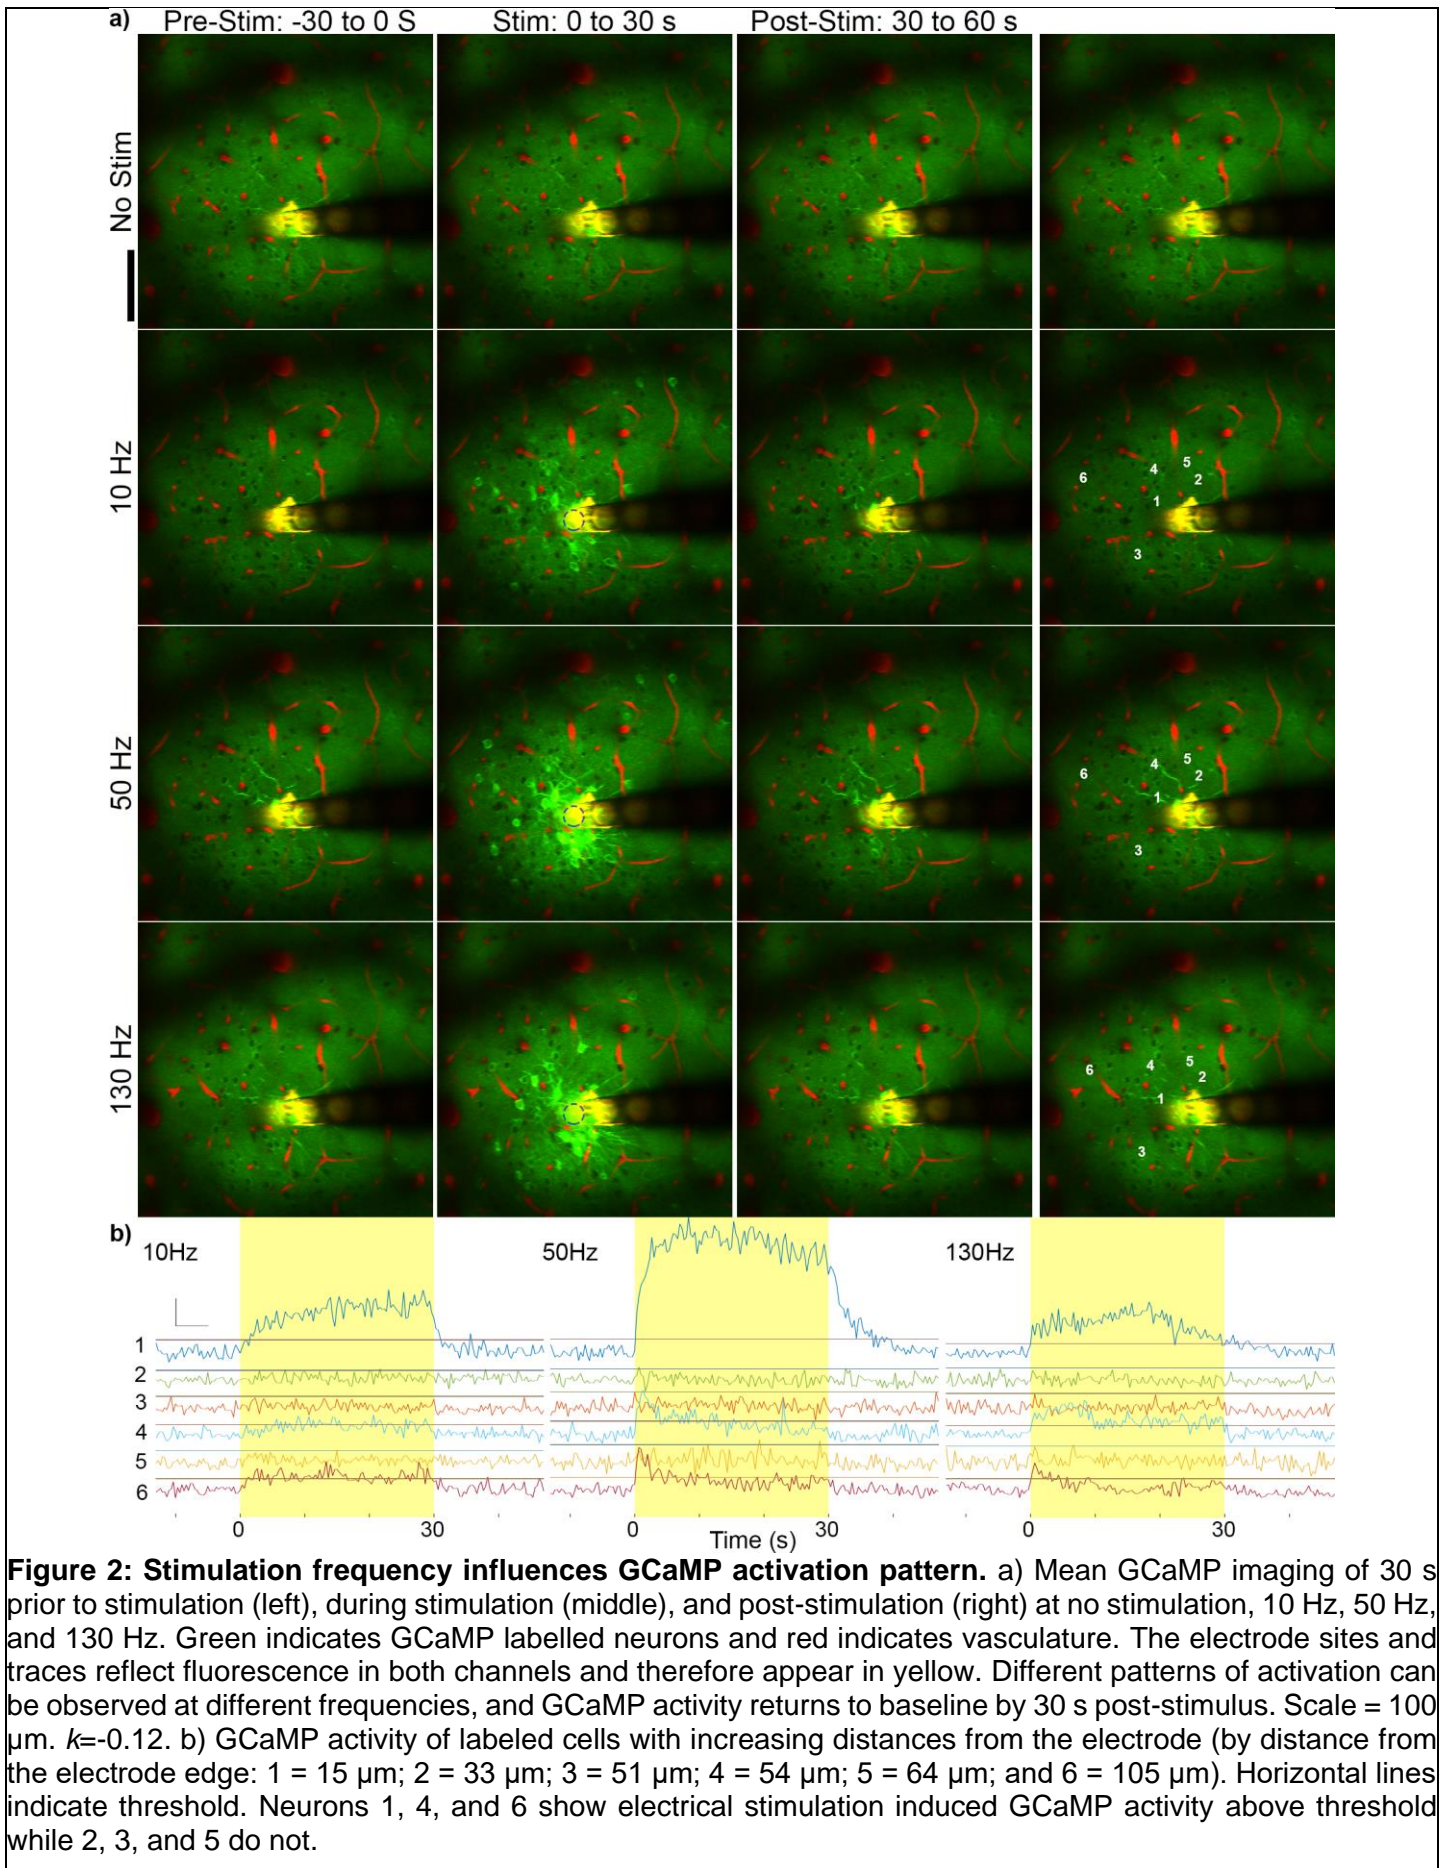 a) Pre-Stim: -30 to 0 S Stim: 0 to 30 s Post-Stim: 30 to 60 s
No Stim
10 Hz
4 5
6 2
1
3
50 Hz
4 5
6 2
1
3
130 Hz
4 5
6 2
1
3
b)
10Hz 50Hz 130Hz
1
2
3
4
5
6
0 30 0 30 0 30
Time (s)
Figure 2: Stimulation frequency influences GCaMP activation pattern. a) Mean GCaMP imaging of 30 s
prior to stimulation (left), during stimulation (middle), and post-stimulation (right) at no stimulation, 10 Hz, 50 Hz,
and 130 Hz. Green indicates GCaMP labelled neurons and red indicates vasculature. The electrode sites and
traces reflect fluorescence in both channels and therefore appear in yellow. Different patterns of activation can
be observed at different frequencies, and GCaMP activity returns to baseline by 30 s post-stimulus. Scale = 100
µm. k=-0.12. b) GCaMP activity of labeled cells with increasing distances from the electrode (by distance from
the electrode edge: 1 = 15 µm; 2 = 33 µm; 3 = 51 µm; 4 = 54 µm; 5 = 64 µm; and 6 = 105 µm). Horizontal lines
indicate threshold. Neurons 1, 4, and 6 show electrical stimulation induced GCaMP activity above threshold
while 2, 3, and 5 do not.